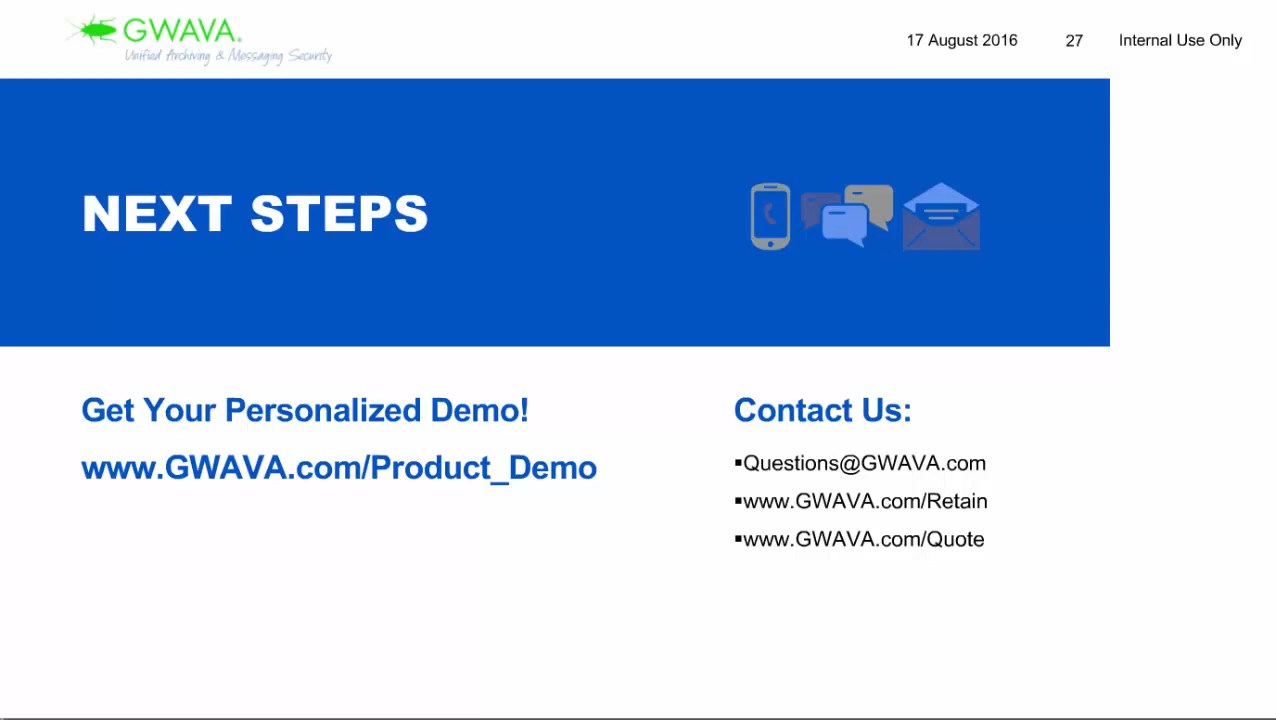 GWAVA.
Unified Archiving & Messaging Security
17 August 2016 27 Internal Use Only
NEXT STEPS
Get Your Personalized Demo!
www.GWAVA.com/Product_Demo
Contact Us:
▪Questions@GWAVA.com
▪www.GWAVA.com/Retain
▪www.GWAVA.com/Quote